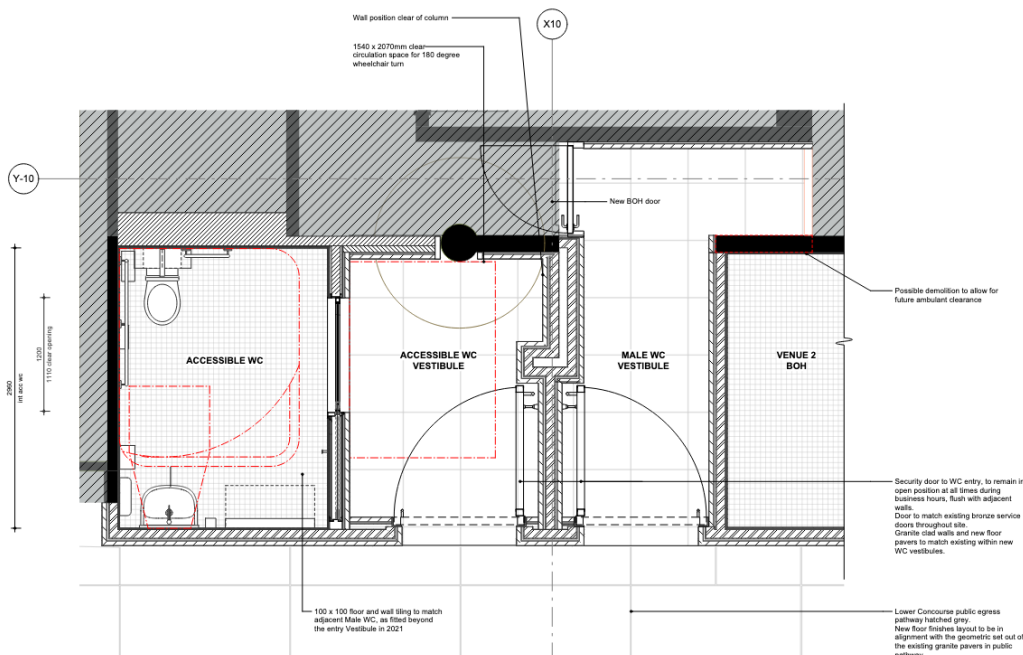 Wall position clear of column
X10
1540 x 2070mm clear
circulation space for 180 degree
wheelchair turn
Y-10
New BOH door
Possible demolition to allow for
future ambulant clearance
ACCESSIBLE WC
ACCESSIBLE WC
VESTIBULE
MALE WC
VESTIBULE
VENUE 2
BOH
2990
int acc wc
1200
1110 clear opening
Security door to WC entry, to remain in
open position at all times during
business hours, flush with adjacent
walls.
Door to match existing bronze service
doors throughout site.
Granite clad walls and new floor
pavers to match existing within new
WC vestibules.
100 x 100 floor and wall tiling to match
adjacent Male WC, as fitted beyond
the entry Vestibule in 2021
Lower Concourse public egress
pathway hatched grey.
New floor finishes layout to be in
alignment with the geometric set out of
the existing granite pavers in public
pathway.